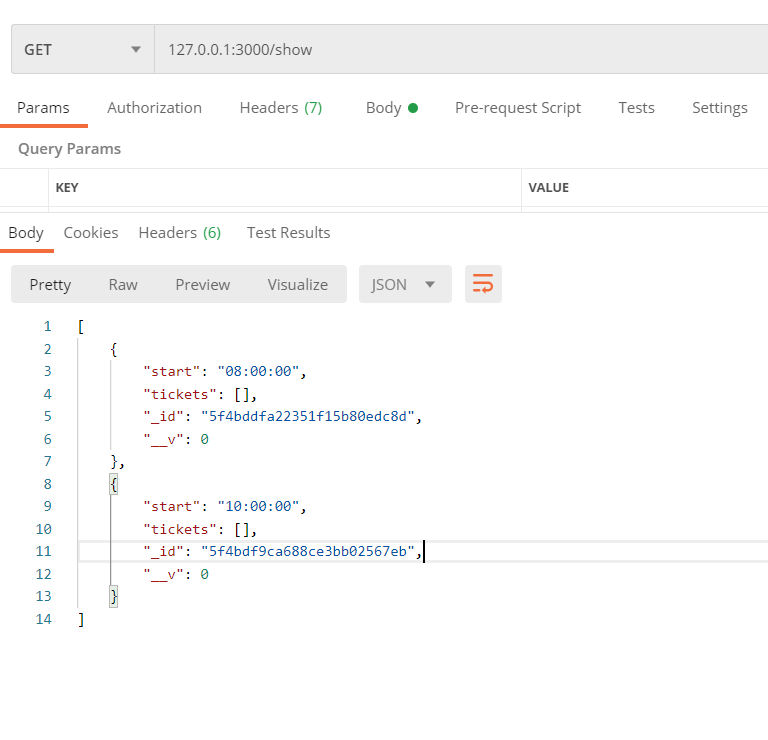 GET 127.0.0.1:3000/show
Params Authorization Headers (7) Body Pre-request Script Tests Settings
Query Params
KEY VALUE
Body Cookies Headers (6) Test Results
Pretty Raw Preview Visualize JSON
1 [
2 {
3 "start": "08:00:00",
4 "tickets": [],
5 "_id": "5f4bddfa22351f15b80edc8d",
6 "__v": 0
7 },
8 {
9 "start": "10:00:00",
10 "tickets": [],
11 "_id": "5f4bdf9ca688ce3bb02567eb",
12 "__v": 0
13 }
14 ]